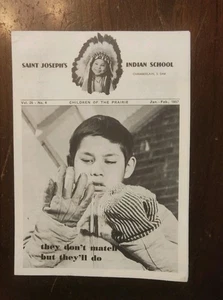 SAINT JOSEPH'S INDIAN SCHOOL
CHILDREN OF THE PRAIRIE
they don't match
but they'll do